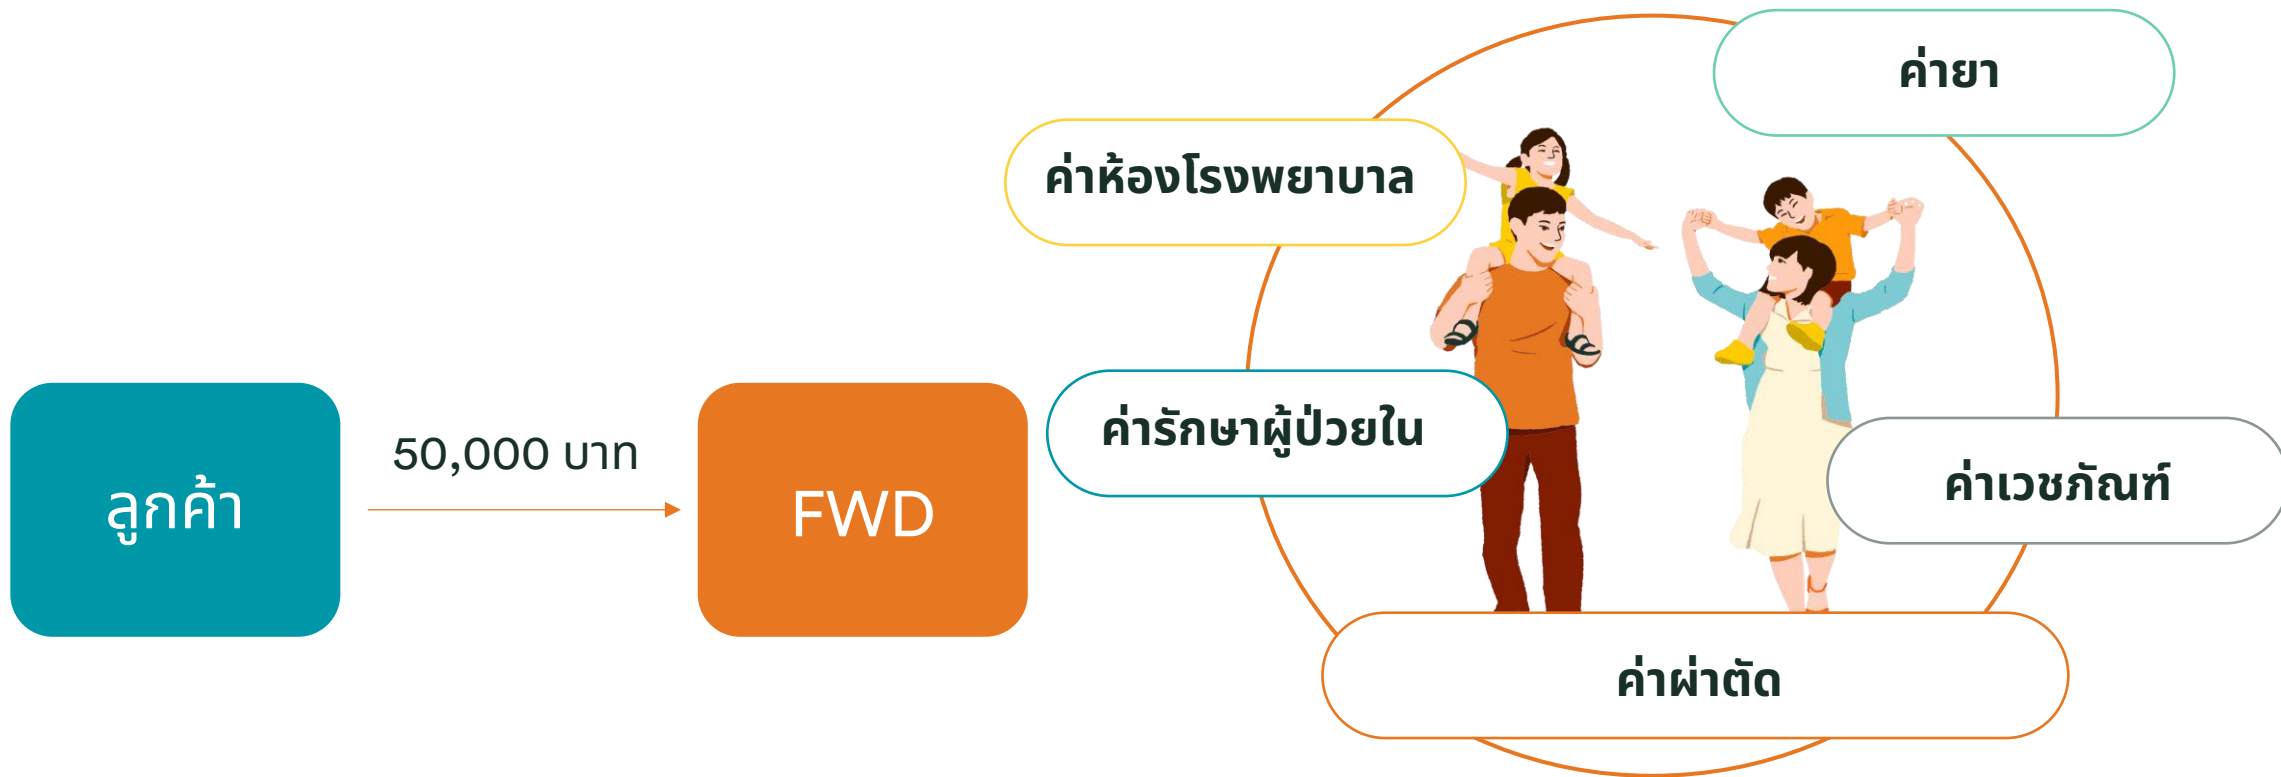 ลูกค้า
50,000 บาท
FWD
ค่ายา
ค่าห้องโรงพยาบาล
ค่ารักษาผู้ป่วยใน
ค่าเวชภัณฑ์
ค่าผ่าตัด